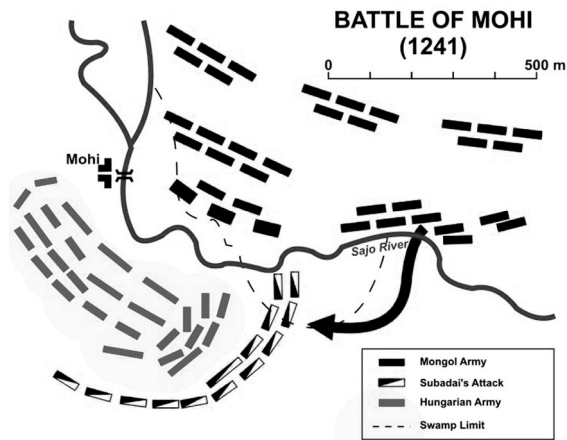 BATTLE OF MOHI
(1241)
0 500 m
Mohi
Sajo River
Mongol Army
Subadai's Attack
Hungarian Army
Swamp Limit